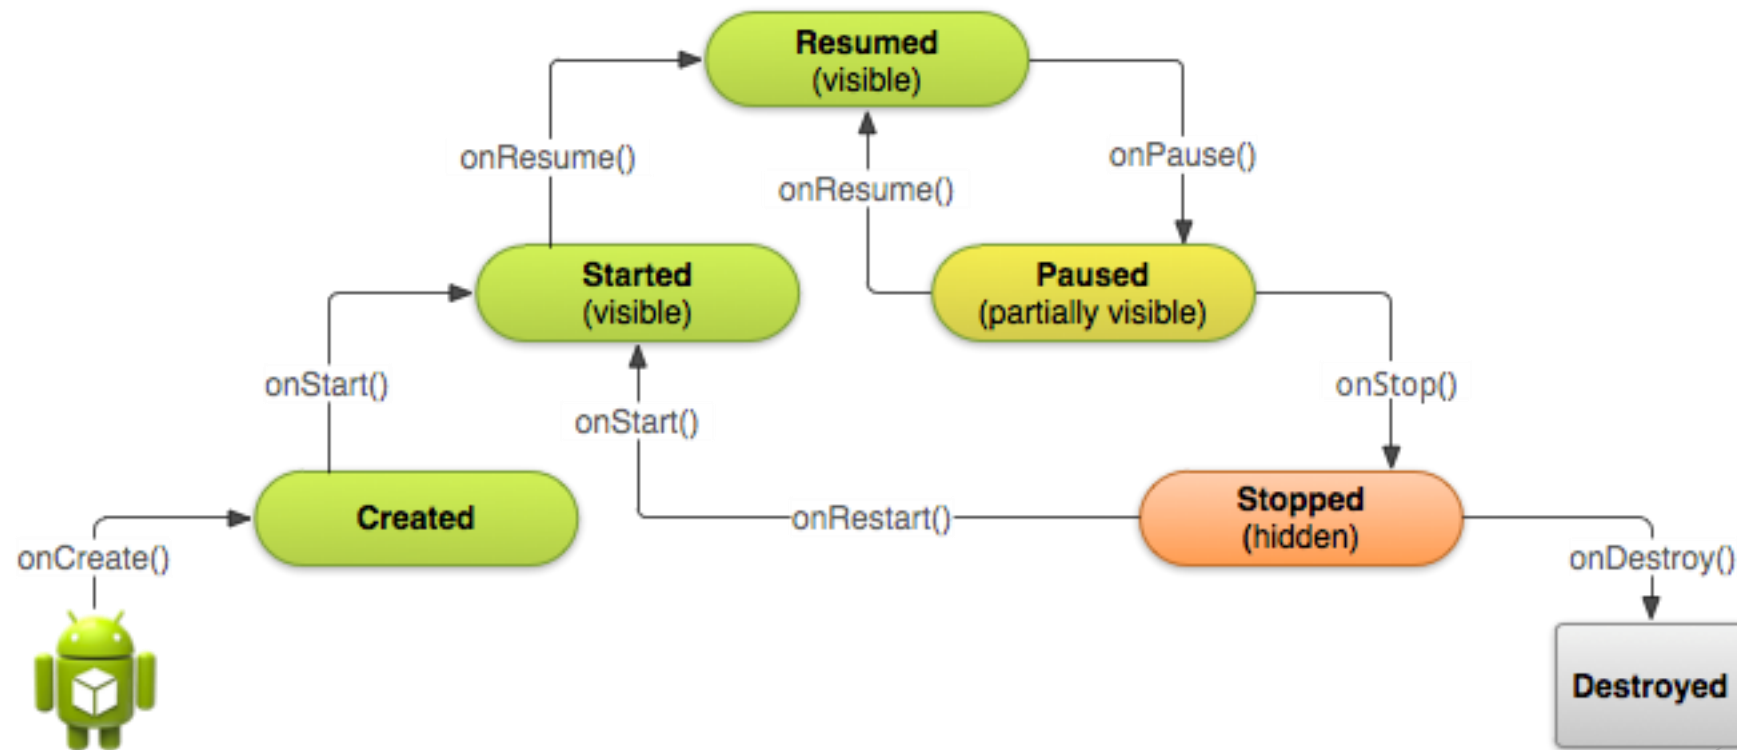 Resumed
(visible)
onResume()
onPause()
onResume()
Started
(visible)
Paused
(partially visible)
onStart()
onStop()
onStart()
Created
Stopped
(hidden)
onRestart()
onCreate()
onDestroy()
Destroyed